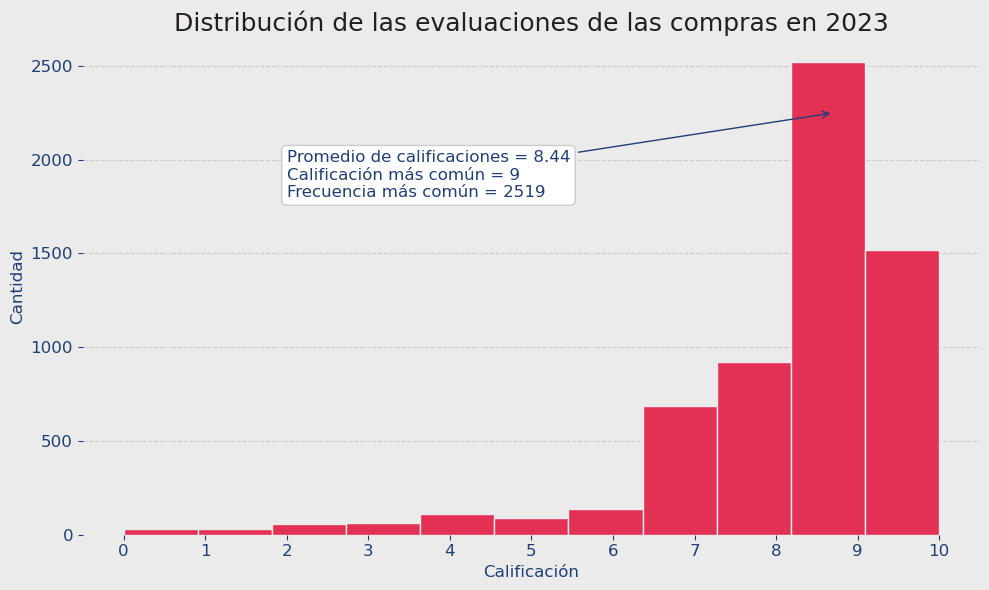 Distribución de las evaluaciones de las compras en 2023
2500
2000
1500
1000
500
0
Cantidad
Promedio de calificaciones = 8.44
Calificación más común = 9
Frecuencia más común = 2519
0 1 2 3 4 5 6 7 8 9 10
Calificación